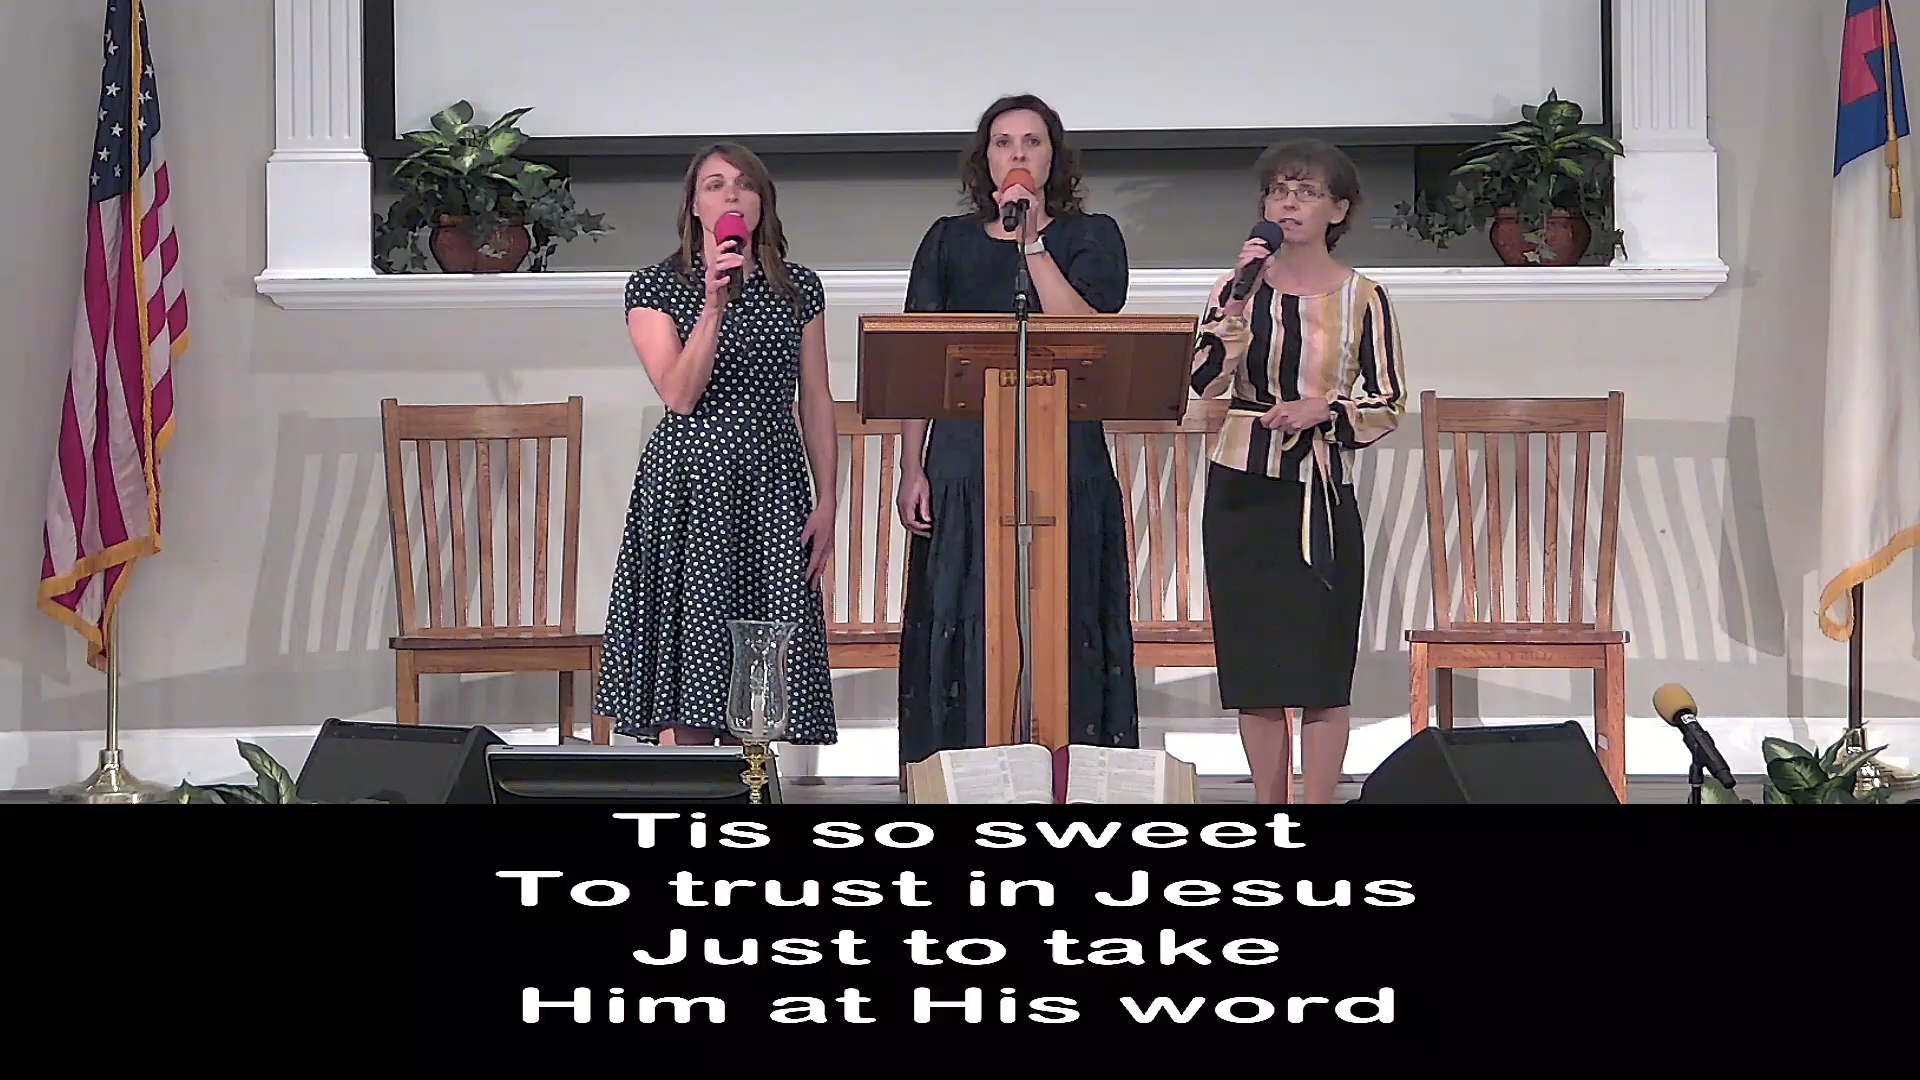 Tis so sweet
To trust in Jesus
Just to take
Him at His word